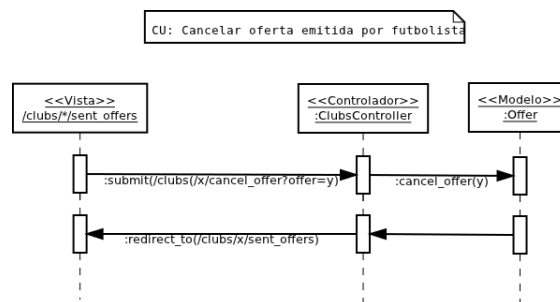 CU: Cancelar oferta emitida por futbolista
<<Vista>>
/clubs/*/sent_offers
<<Controlador>>
:ClubsController
<<Modelo>>
:Offer
:submit(/clubs(/x/cancel_offer?offer=y)
:cancel_offer(y)
:redirect_to(/clubs/x/sent_offers)